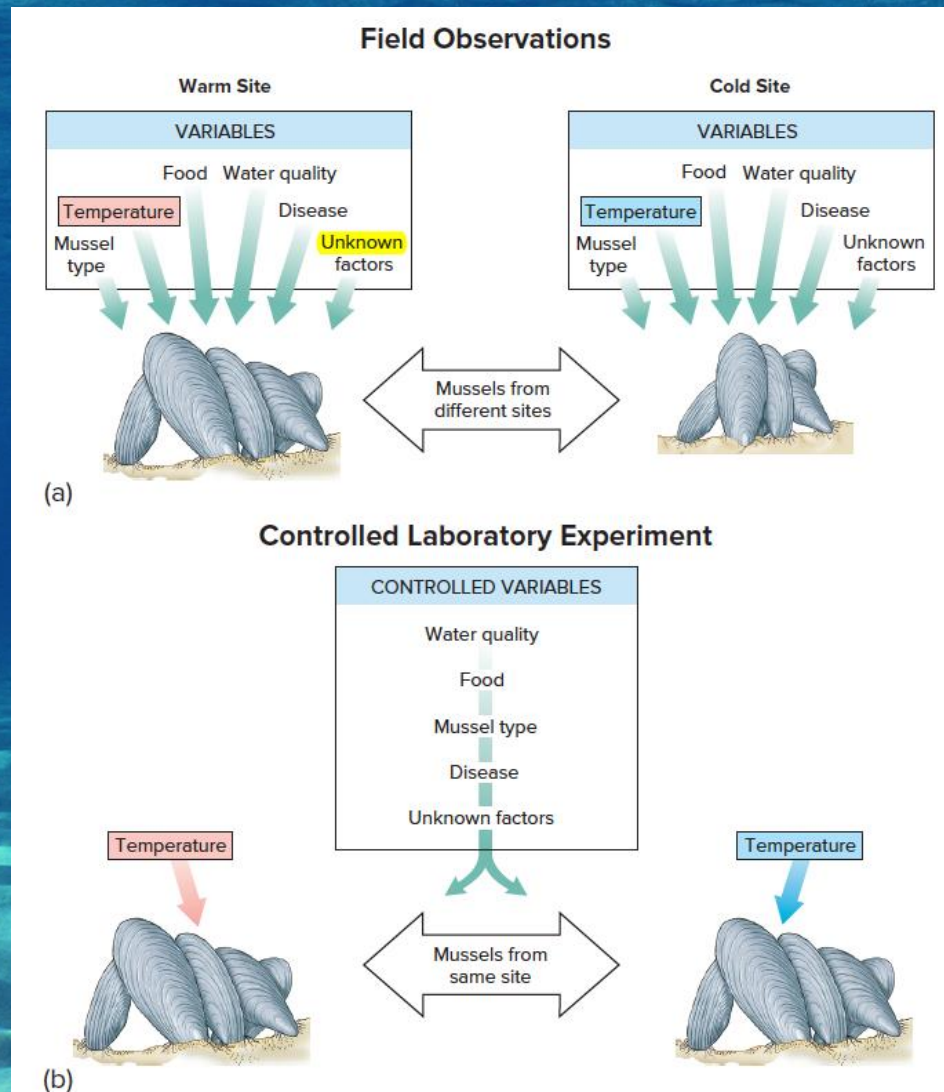 Field Observations
Warm Site
VARIABLES
Food Water quality
Temperature Disease
Mussel Unknown
type factors
Cold Site
VARIABLES
Food Water quality
Temperature Disease
Mussel Unknown
type factors
Mussels from
different sites
(a)
Controlled Laboratory Experiment
CONTROLLED VARIABLES
Water quality
Food
Mussel type
Disease
Unknown factors
Temperature
Temperature
Mussels from
same site
(b)